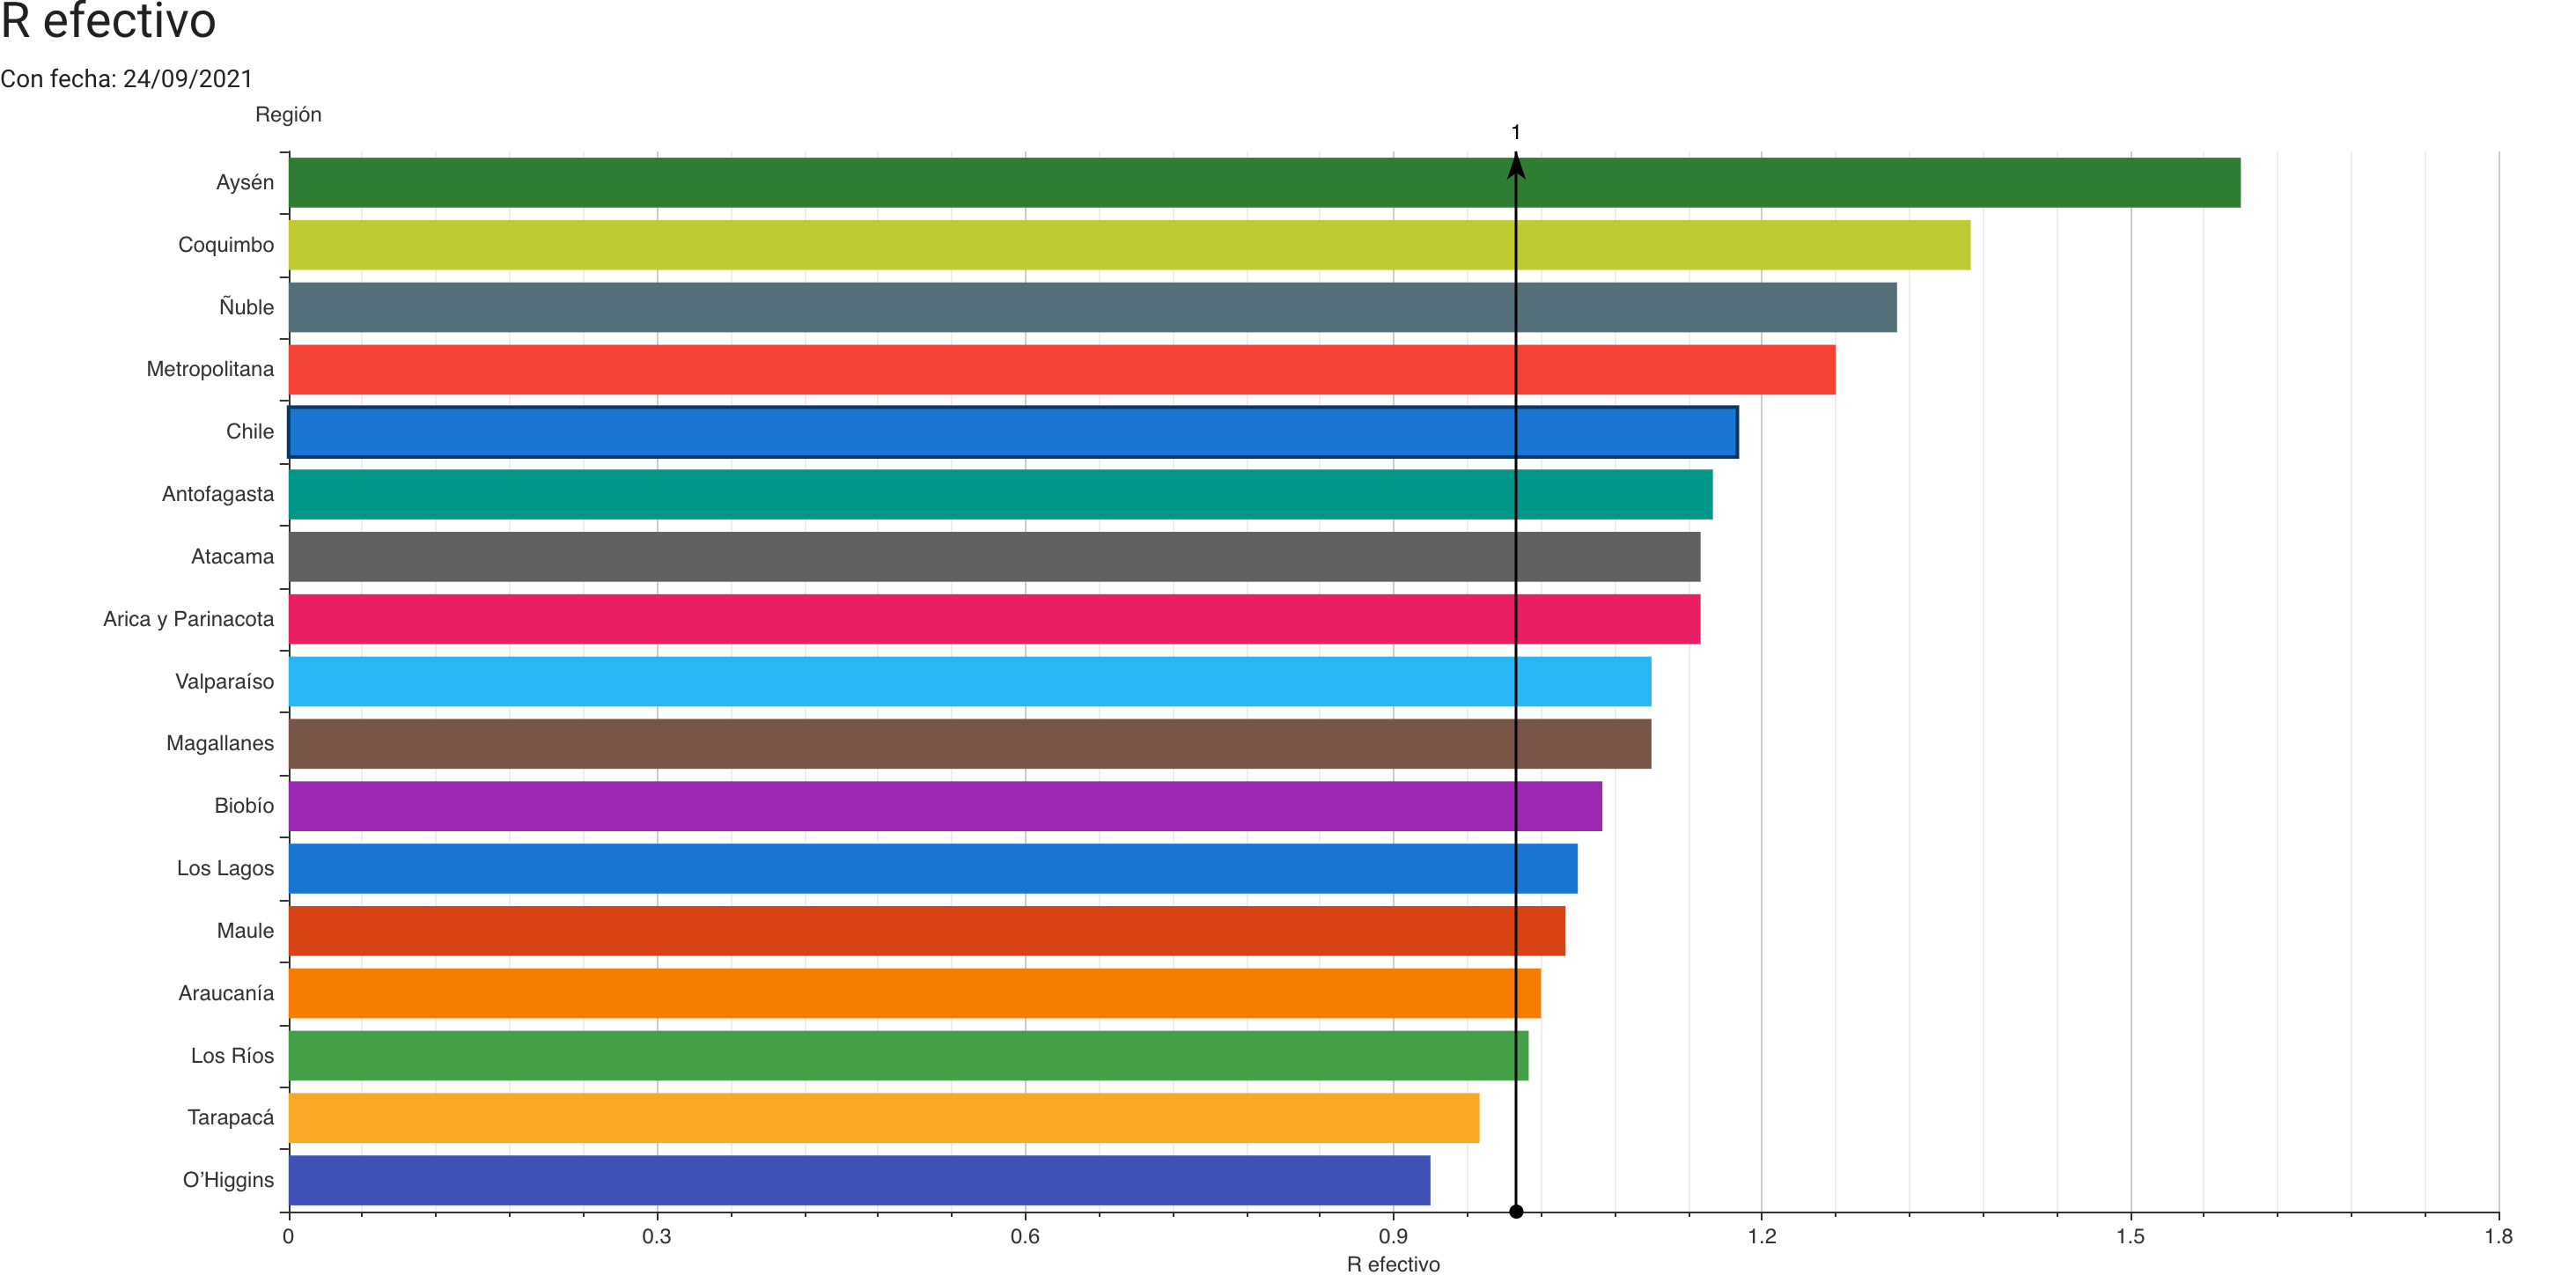 R efectivo
Con fecha: 24/09/2021
Región
1
Aysén
Coquimbo
Ñuble
Metropolitana
Chile
Antofagasta
Atacama
Arica y Parinacota
Valparaíso
Magallanes
Biobío
Los Lagos
Maule
Araucanía
Los Ríos
Tarapacá
O’Higgins
0 0.3 0.6 0.9 1.2 1.5 1.8
R efectivo